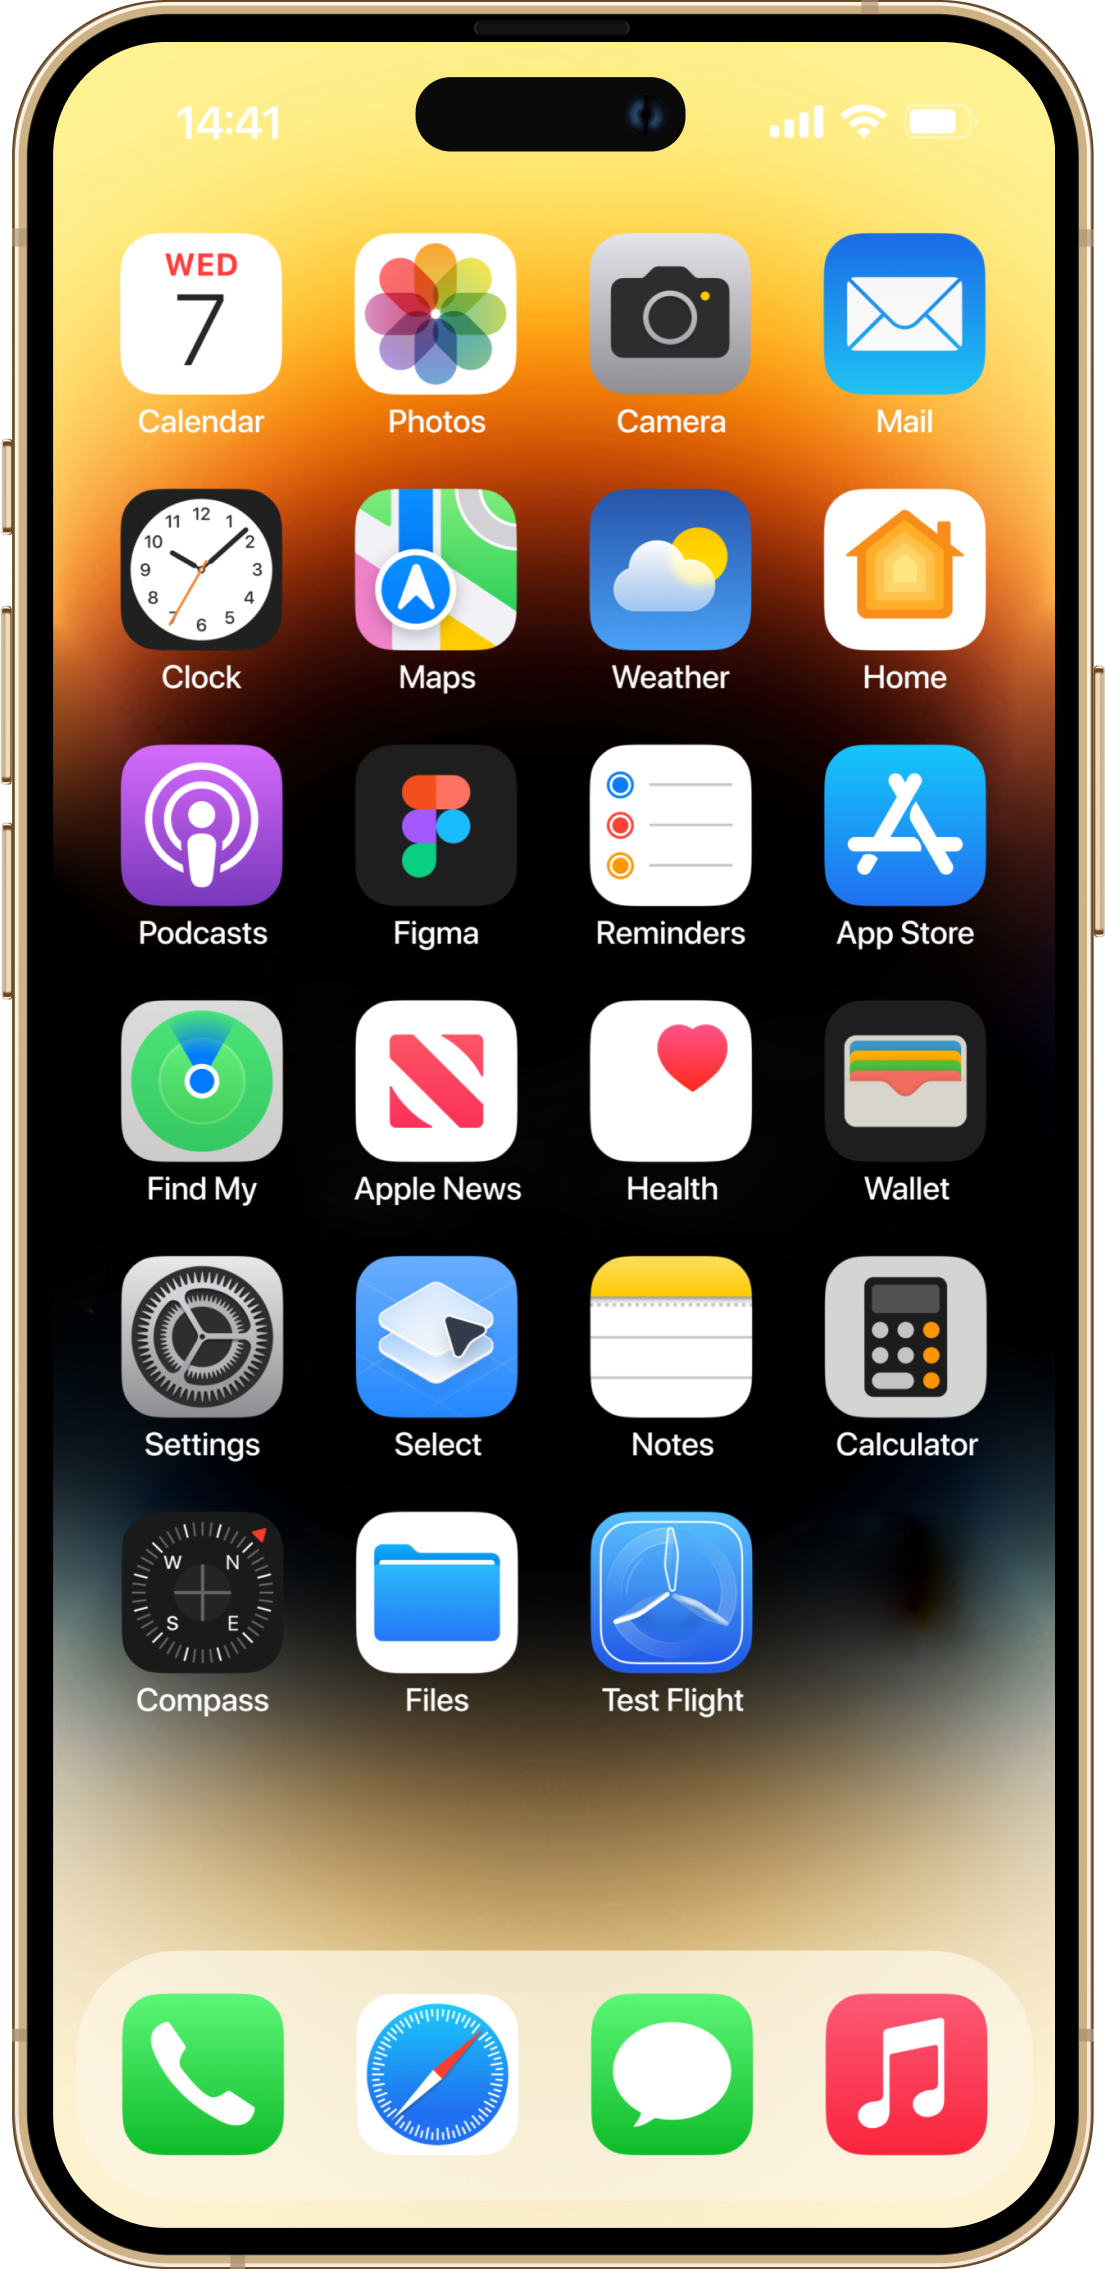 14:41
WED
7
Calendar Photos Camera Mail
12
11 1
10 2
9 3
8 4
7 5
6
Clock Maps Weather Home
Podcasts Figma Reminders App Store
Find My Apple News Health Wallet
Settings Select Notes Calculator
W N
S E
Compass Files Test Flight